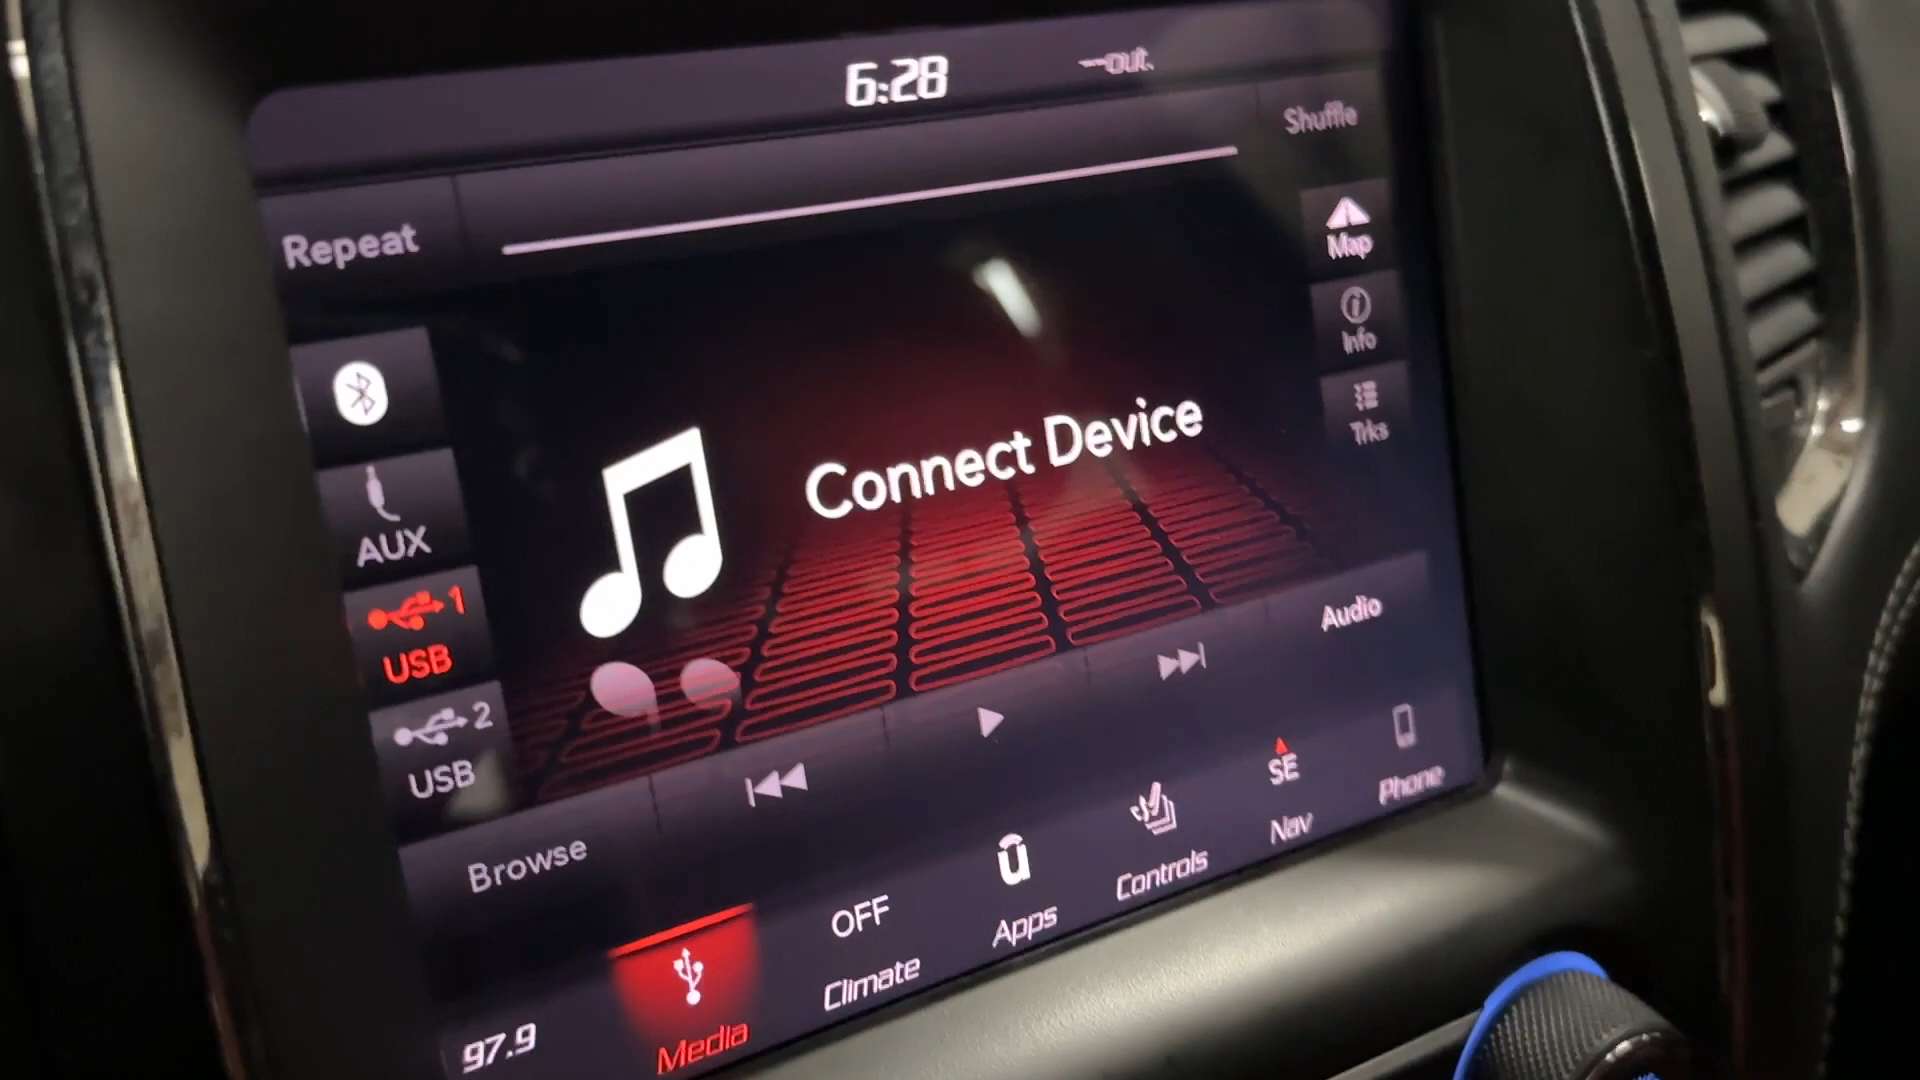 6:28
--out.
Shuffle
Repeat
Map
Info
Trks
AUX
1
USB
2
USB
Connect Device
Audio
Browse
SE
Phone
Nav
Controls
Apps
OFF
Climate
Media
97.9